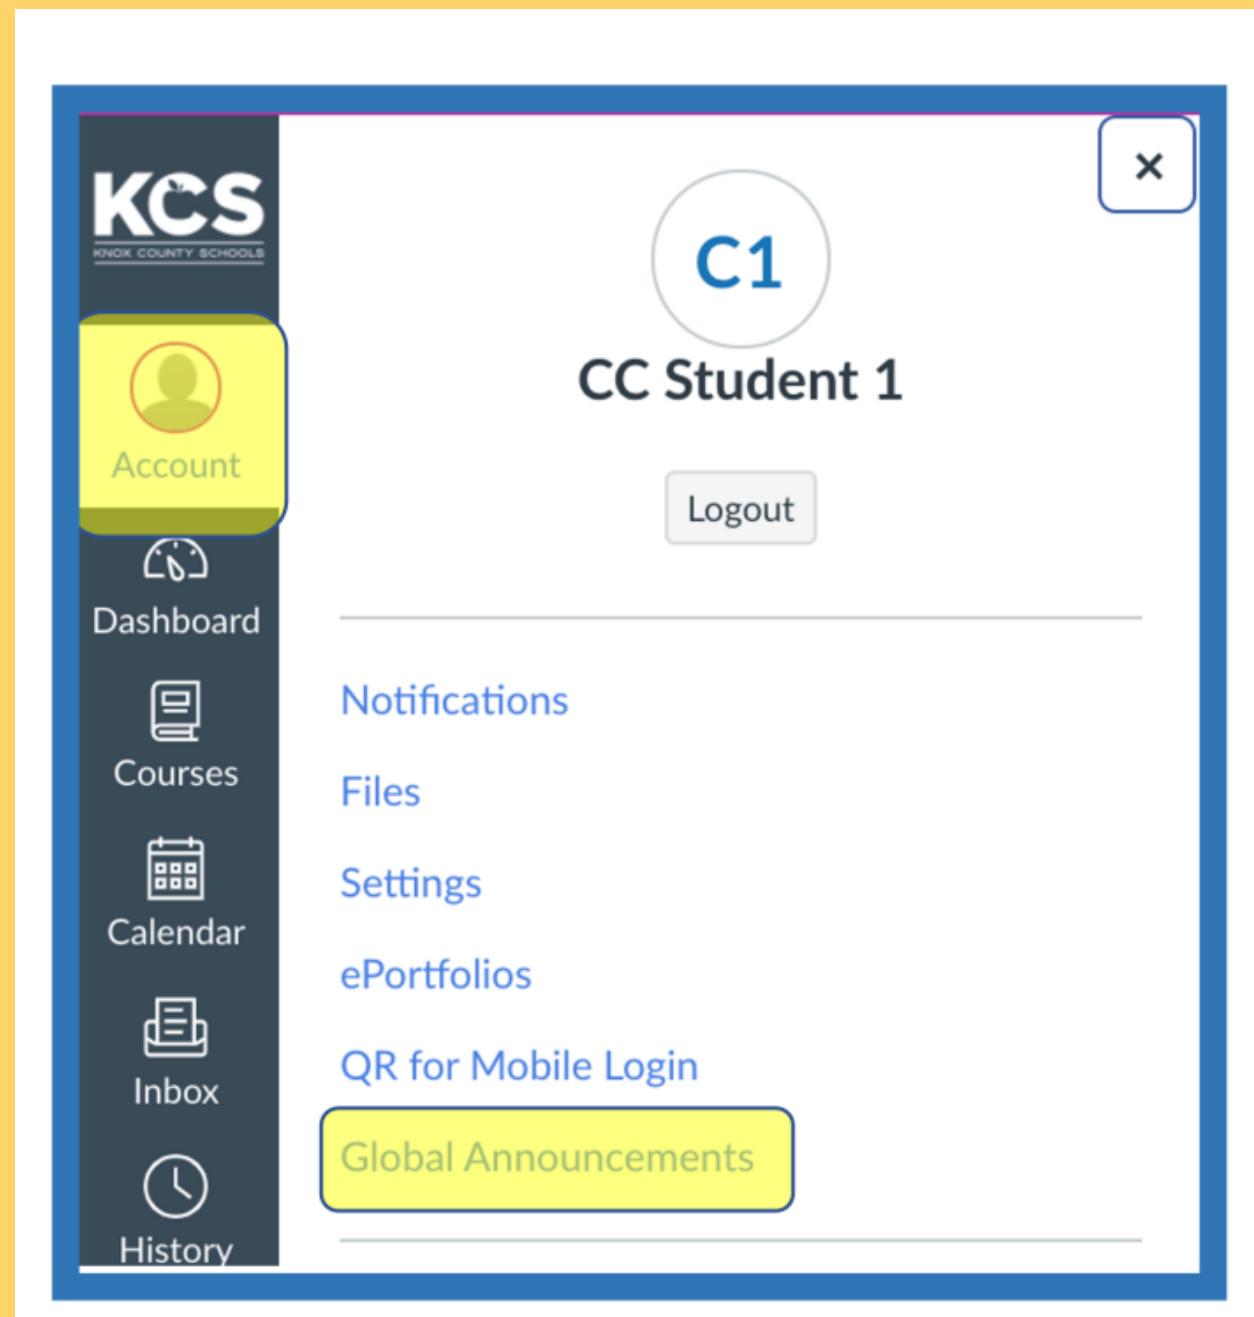 KCS
KNOX COUNTY SCHOOLS
Account
Dashboard
Courses
Calendar
Inbox
History
×
C1
CC Student 1
Logout
Notifications
Files
Settings
ePortfolios
QR for Mobile Login
Global Announcements